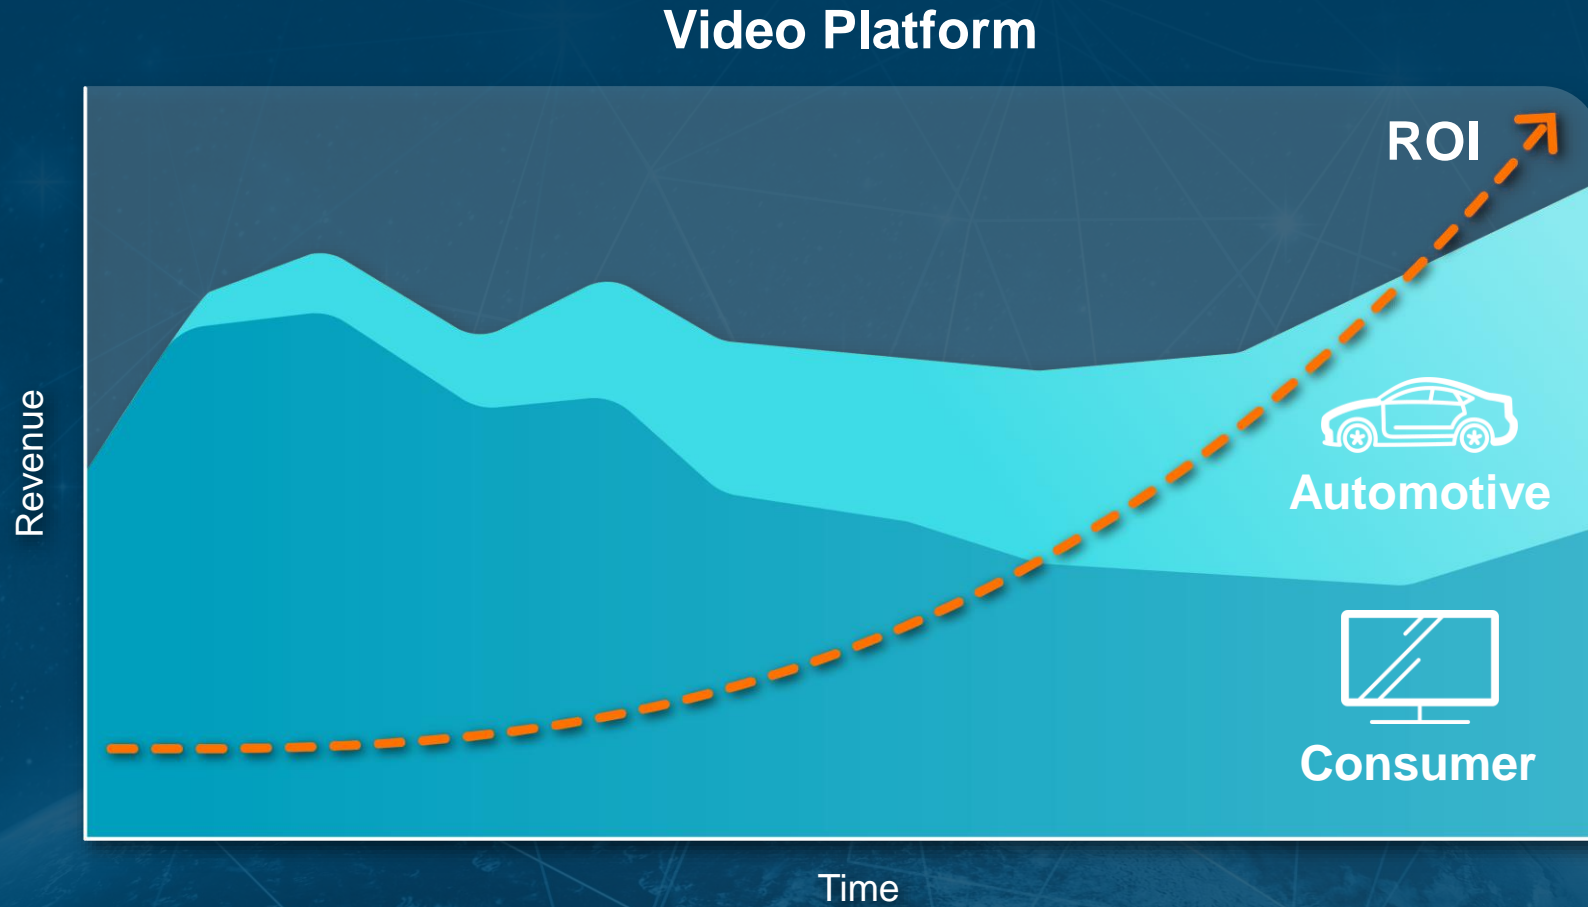 Video Platform
ROI
Revenue
Automotive
Consumer
Time